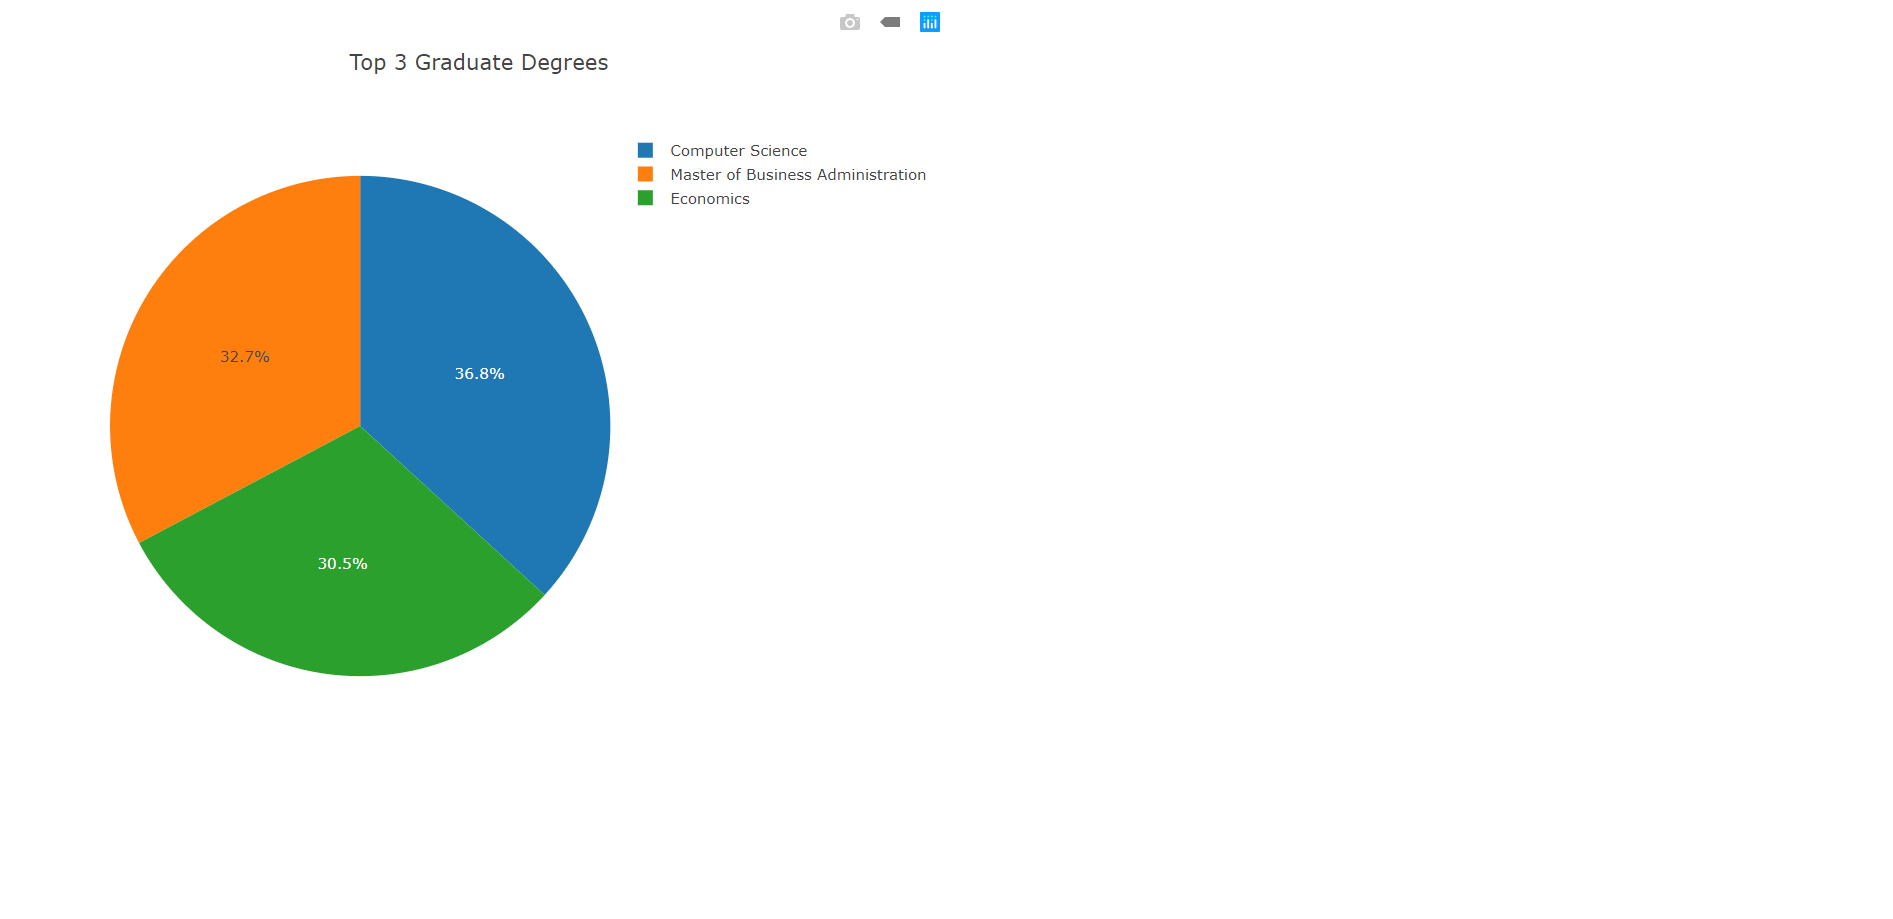 Top 3 Graduate Degrees
Computer Science
Master of Business Administration
Economics
32.7%
36.8%
30.5%